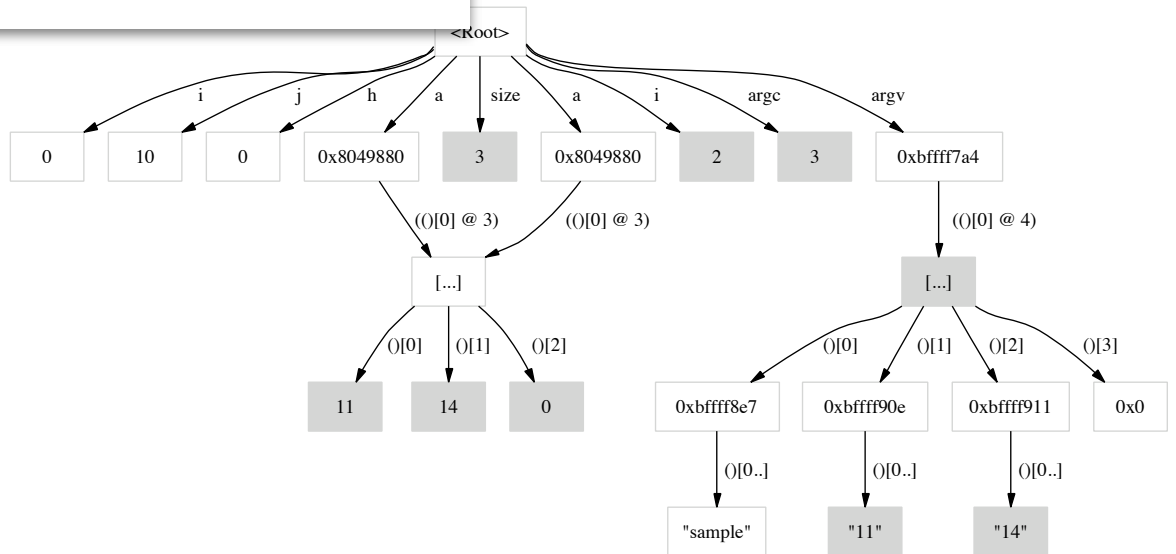 <Root>
i j h a size a i argc argv
0 10 0 0x8049880 3 0x8049880 2 3 0xbffff7a4
(()[0] @ 3) (()[0] @ 3) (()[0] @ 4)
[...] [...]
()[0] ()[1] ()[2] ()[0] ()[1] ()[2] ()[3]
11 14 0 0xbffff8e7 0xbffff90e 0xbffff911 0x0
()[0..] ()[0..] ()[0..]
"sample" "11" "14"